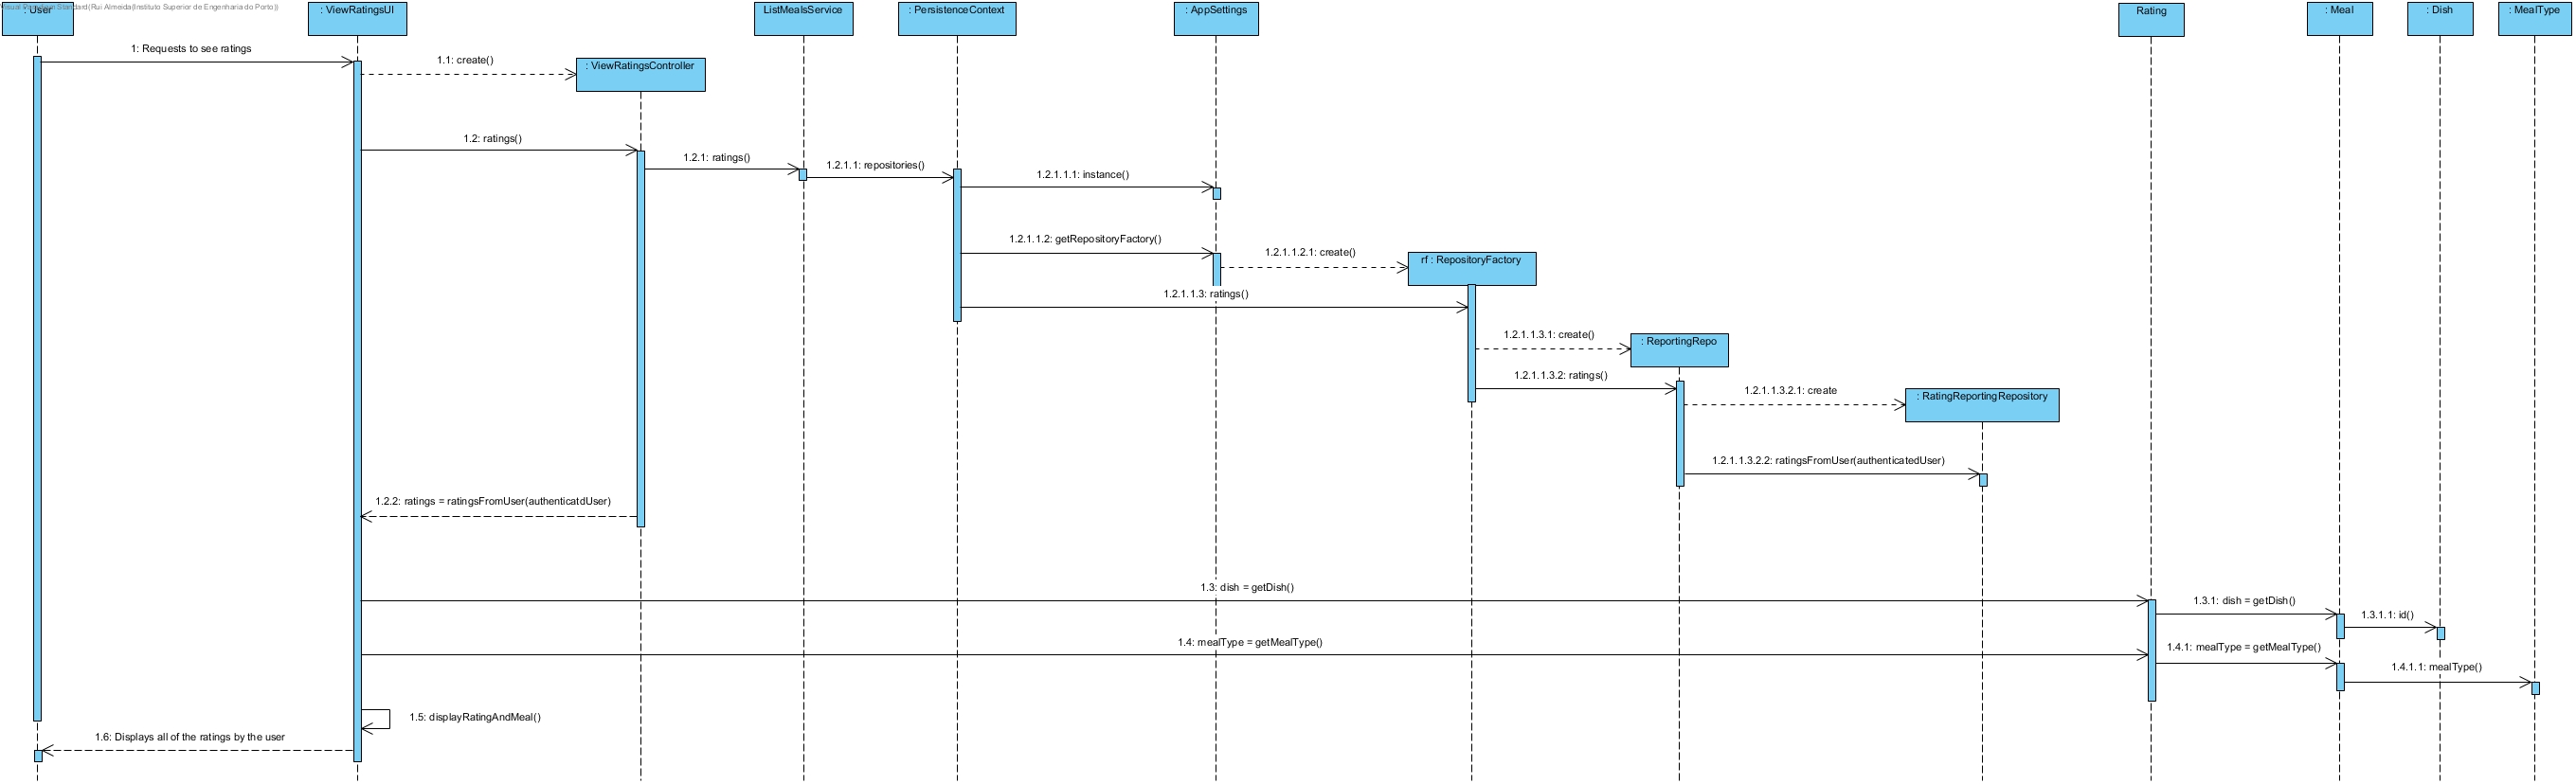 Visual Paradigm Standard(Rui Almeida(Instituto Superior de Engenharia do Porto))
: User
: ViewRatingsUI
ListMealsService
: PersistenceContext
: AppSettings
Rating
: Meal
: Dish
: MealType
1: Requests to see ratings
1.1: create()
: ViewRatingsController
1.2: ratings()
1.2.1: ratings()
1.2.1.1: repositories()
1.2.1.1.1: instance()
1.2.1.1.2: getRepositoryFactory()
1.2.1.1.2.1: create()
rf : RepositoryFactory
1.2.1.1.3: ratings()
1.2.1.1.3.1: create()
: ReportingRepo
1.2.1.1.3.2: ratings()
1.2.1.1.3.2.1: create
: RatingReportingRepository
1.2.1.1.3.2.2: ratingsFromUser(authenticatedUser)
1.2.2: ratings = ratingsFromUser(authenticatdUser)
1.3: dish = getDish()
1.3.1: dish = getDish()
1.3.1.1: id()
1.4: mealType = getMealType()
1.4.1: mealType = getMealType()
1.4.1.1: mealType()
1.5: displayRatingAndMeal()
1.6: Displays all of the ratings by the user